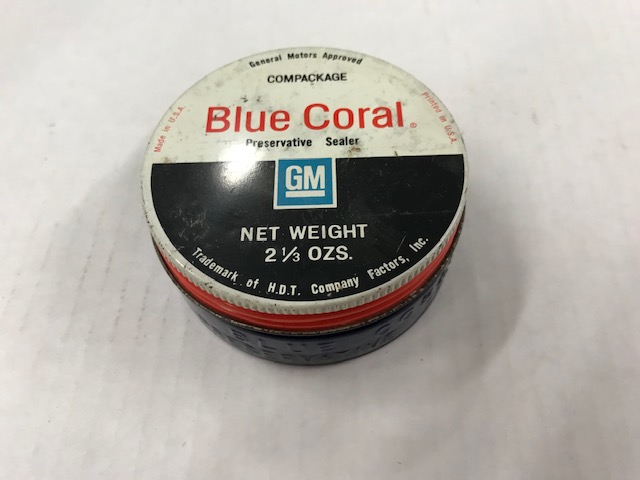 General Motors Approved
COMPACKAGE
Made in U.S.A.
Printed in U.S.A.
Blue Coral®
Preservative Sealer
GM
NET WEIGHT
2 1/3 OZS.
Trademark of H.D.T. Company Factors, Inc.